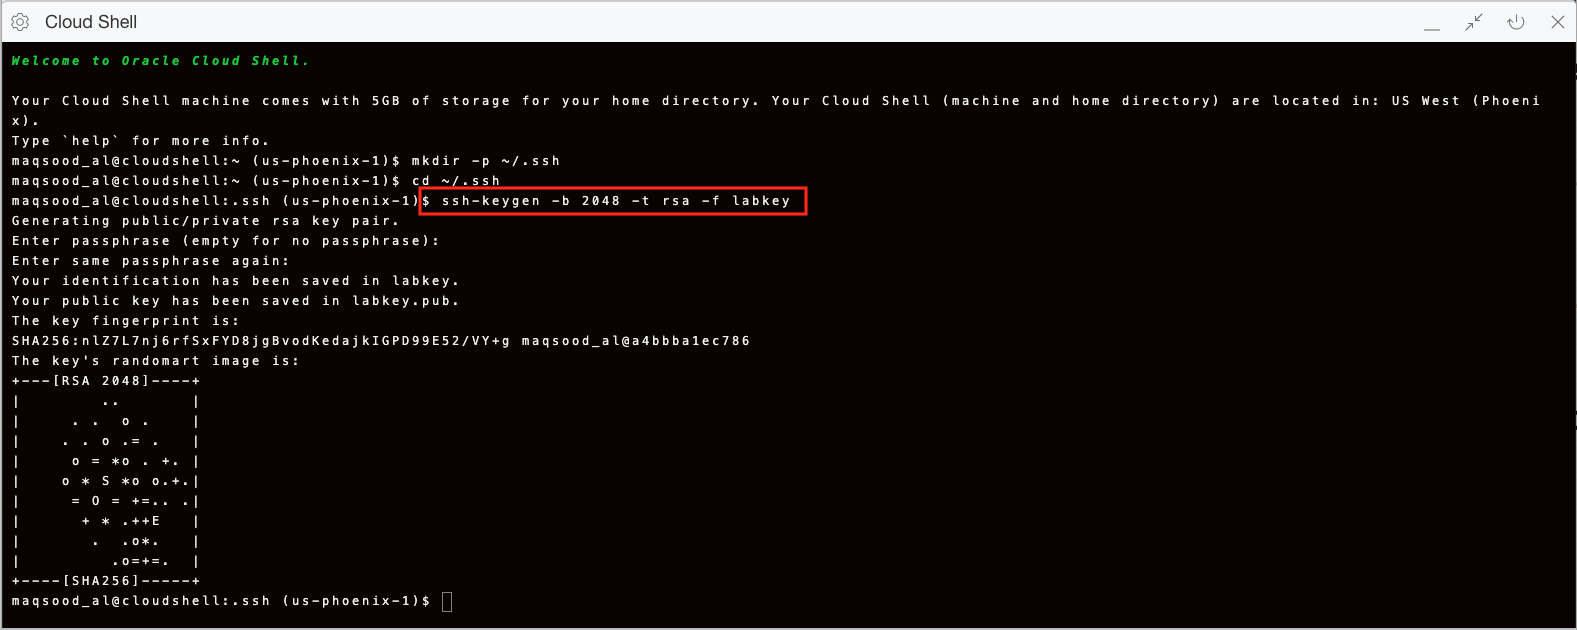 Cloud Shell
Welcome to Oracle Cloud Shell.
Your Cloud Shell machine comes with 5GB of storage for your home directory. Your Cloud Shell (machine and home directory) are located in: US West (Phoeni
x).
Type `help` for more info.
maqsood_al@cloudshell:~ (us-phoenix-1)$ mkdir -p ~/.ssh
maqsood_al@cloudshell:~ (us-phoenix-1)$ cd ~/.ssh
maqsood_al@cloudshell:.ssh (us-phoenix-1)$ ssh-keygen -b 2048 -t rsa -f labkey
Generating public/private rsa key pair.
Enter passphrase (empty for no passphrase):
Enter same passphrase again:
Your identification has been saved in labkey.
Your public key has been saved in labkey.pub.
The key fingerprint is:
SHA256:nlZ7L7nj6rfSxFYD8jgBvodKedajkIGPD99E52/VY+g maqsood_al@a4bbba1ec786
The key's randomart image is:
+---[RSA 2048]----+
|        ..       |
|     . .  o .    |
|    . . o .= .   |
|     o = *o . +. |
|    o * S *o o.+.|
|     = O = +=.. .|
|      + * .++E   |
|       .  .o*.   |
|         .o=+=.  |
+----[SHA256]-----+
maqsood_al@cloudshell:.ssh (us-phoenix-1)$